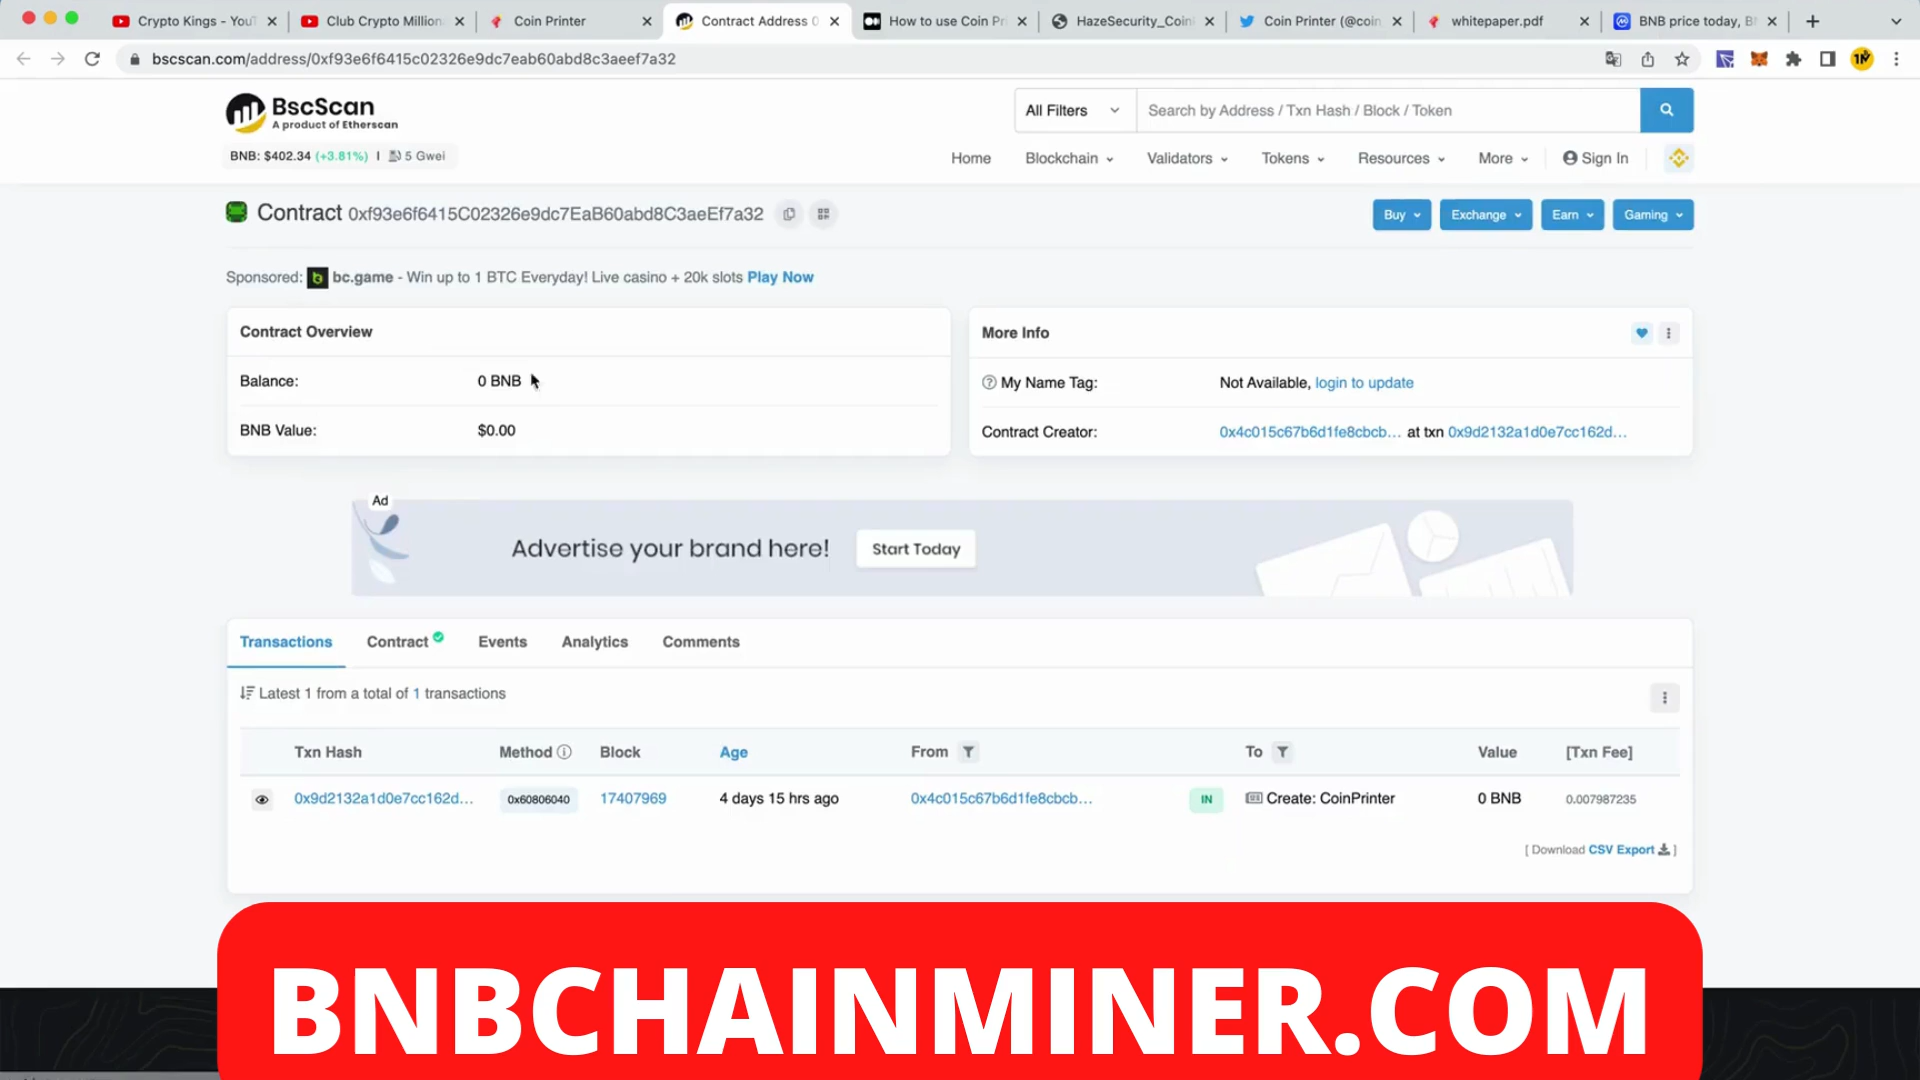 Crypto Kings - YouT
Club Crypto Million
Coin Printer
Contract Address 0
How to use Coin Pr
HazeSecurity_Coin
Coin Printer (@coin
whitepaper.pdf
BNB price today, B
bscscan.com/address/0xf93e6f6415c02326e9dc7eab60abd8c3aeef7a32
BscScan
A product of Etherscan
All Filters
Search by Address / Txn Hash / Block / Token
BNB: $402.34 (+3.81%) | 5 Gwei
Home Blockchain Validators Tokens Resources More Sign In
Contract 0xf93e6f6415C02326e9dc7EaB60abd8C3aeEf7a32
Buy Exchange Earn Gaming
Sponsored: bc.game - Win up to 1 BTC Everyday! Live casino + 20k slots Play Now
Contract Overview
Balance: 0 BNB
BNB Value: $0.00
More Info
My Name Tag: Not Available, login to update
Contract Creator: 0x4c015c67b6d1fe8cbcb... at txn 0x9d2132a1d0e7cc162d...
Ad
Advertise your brand here! Start Today
Transactions Contract Events Analytics Comments
Latest 1 from a total of 1 transactions
Txn Hash Method Block Age From To Value [Txn Fee]
0x9d2132a1d0e7cc162d... 0x60806040 17407969 4 days 15 hrs ago 0x4c015c67b6d1fe8cbcb... IN Create: CoinPrinter 0 BNB 0.007987235
[ Download CSV Export ]
BNBCHAINMINER.COM